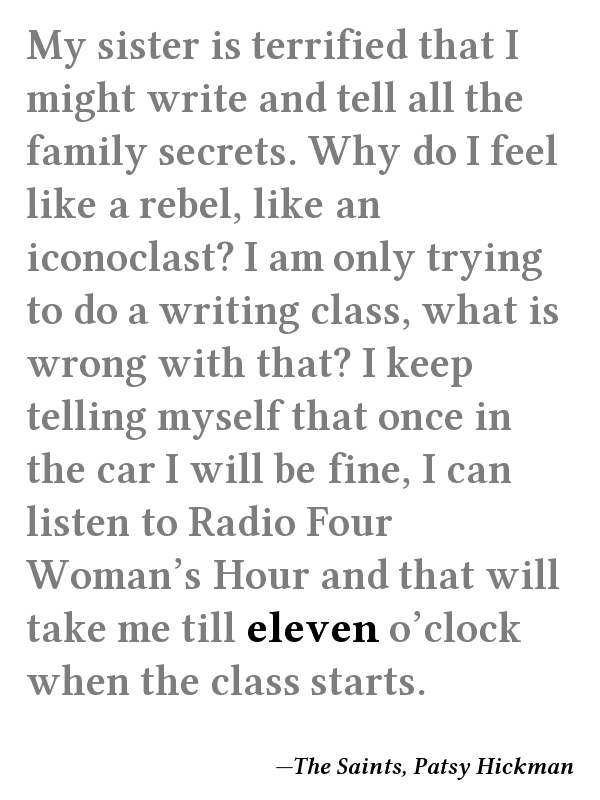 My sister is terrified that I
might write and tell all the
family secrets. Why do I feel
like a rebel, like an
iconoclast? I am only trying
to do a writing class, what is
wrong with that? I keep
telling myself that once in
the car I will be fine, I can
listen to Radio Four
Woman’s Hour and that will
take me till eleven o’clock
when the class starts.
—The Saints, Patsy Hickman